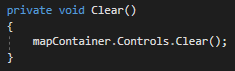 private void Clear()
{
    mapContainer.Controls.Clear();
}